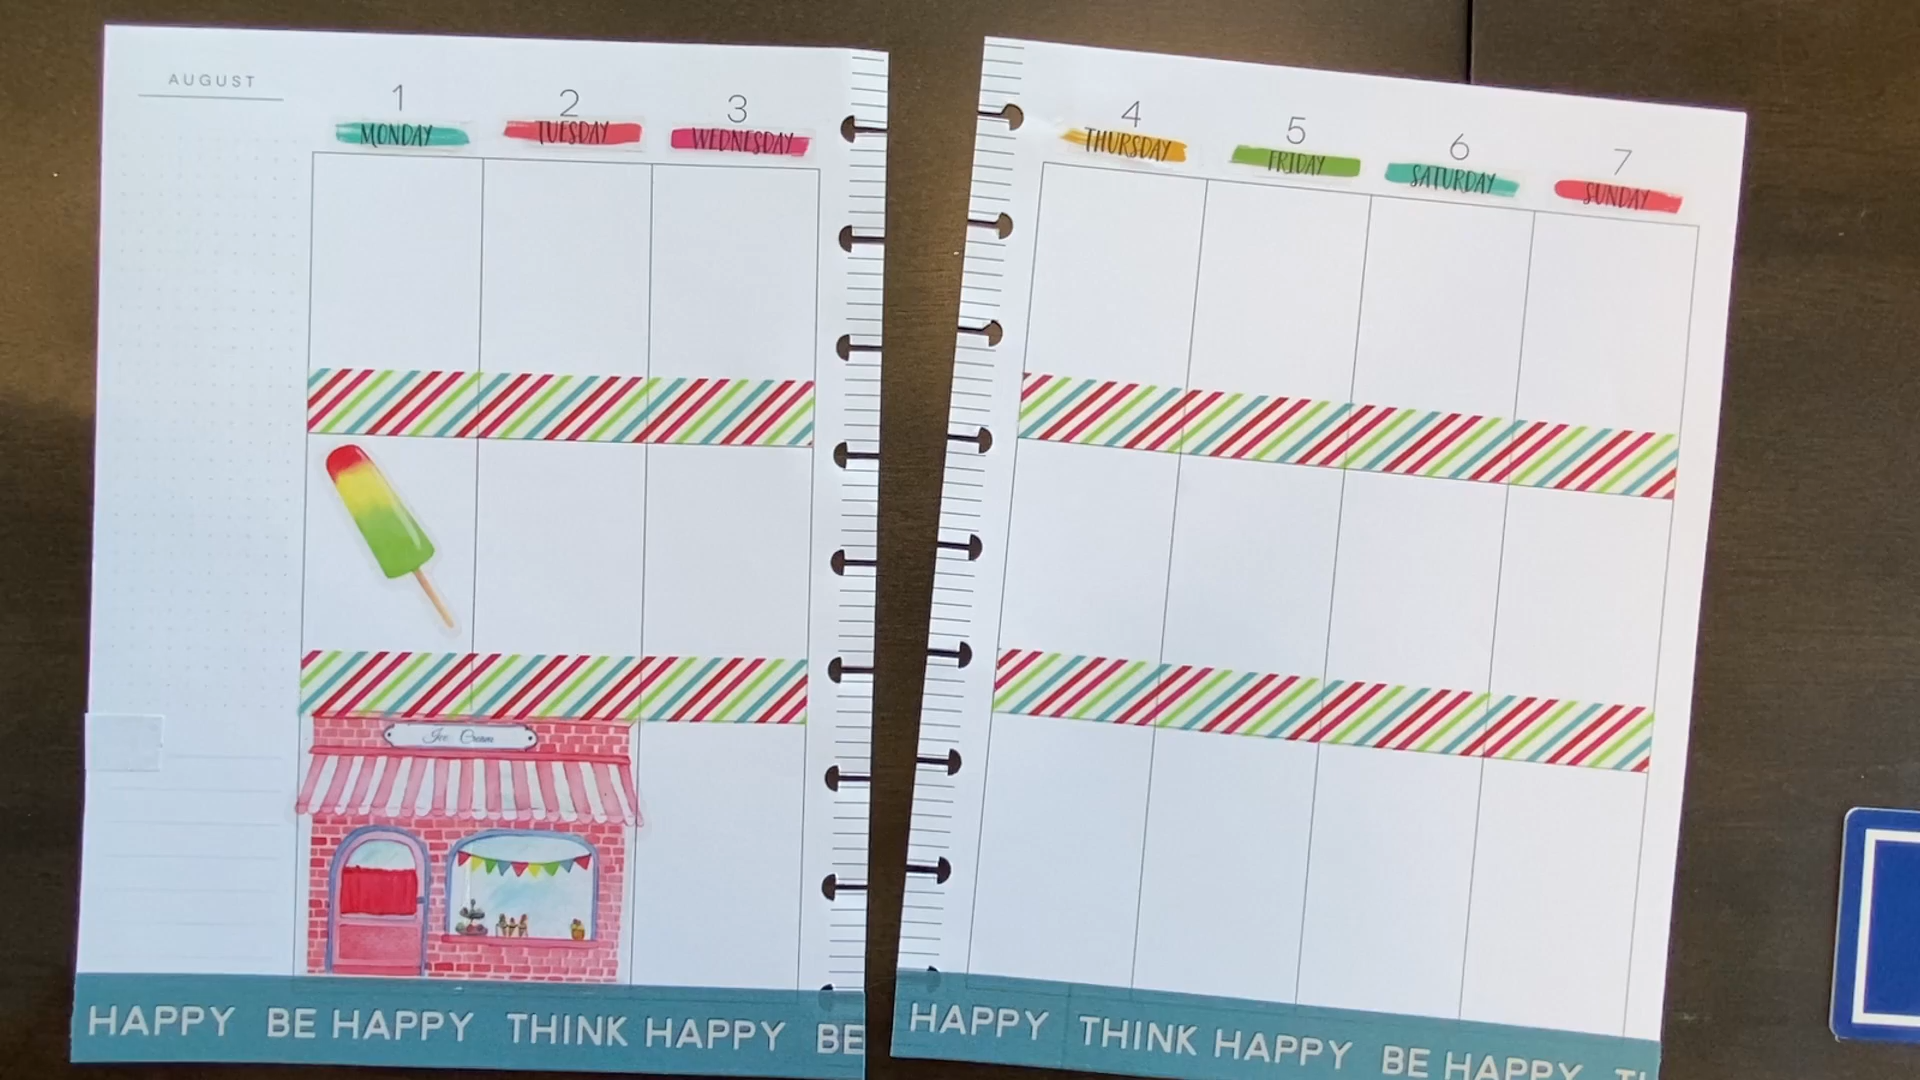 AUGUST
1 2 3
MONDAY TUESDAY WEDNESDAY
4 5 6 7
THURSDAY FRIDAY SATURDAY SUNDAY
Ice Cream
HAPPY BE HAPPY THINK HAPPY BE
HAPPY THINK HAPPY BE HAPPY